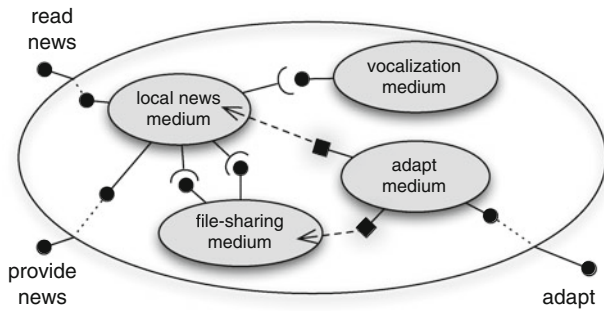 read
news
vocalization
medium
local news
medium
adapt
medium
file-sharing
medium
provide
news
adapt